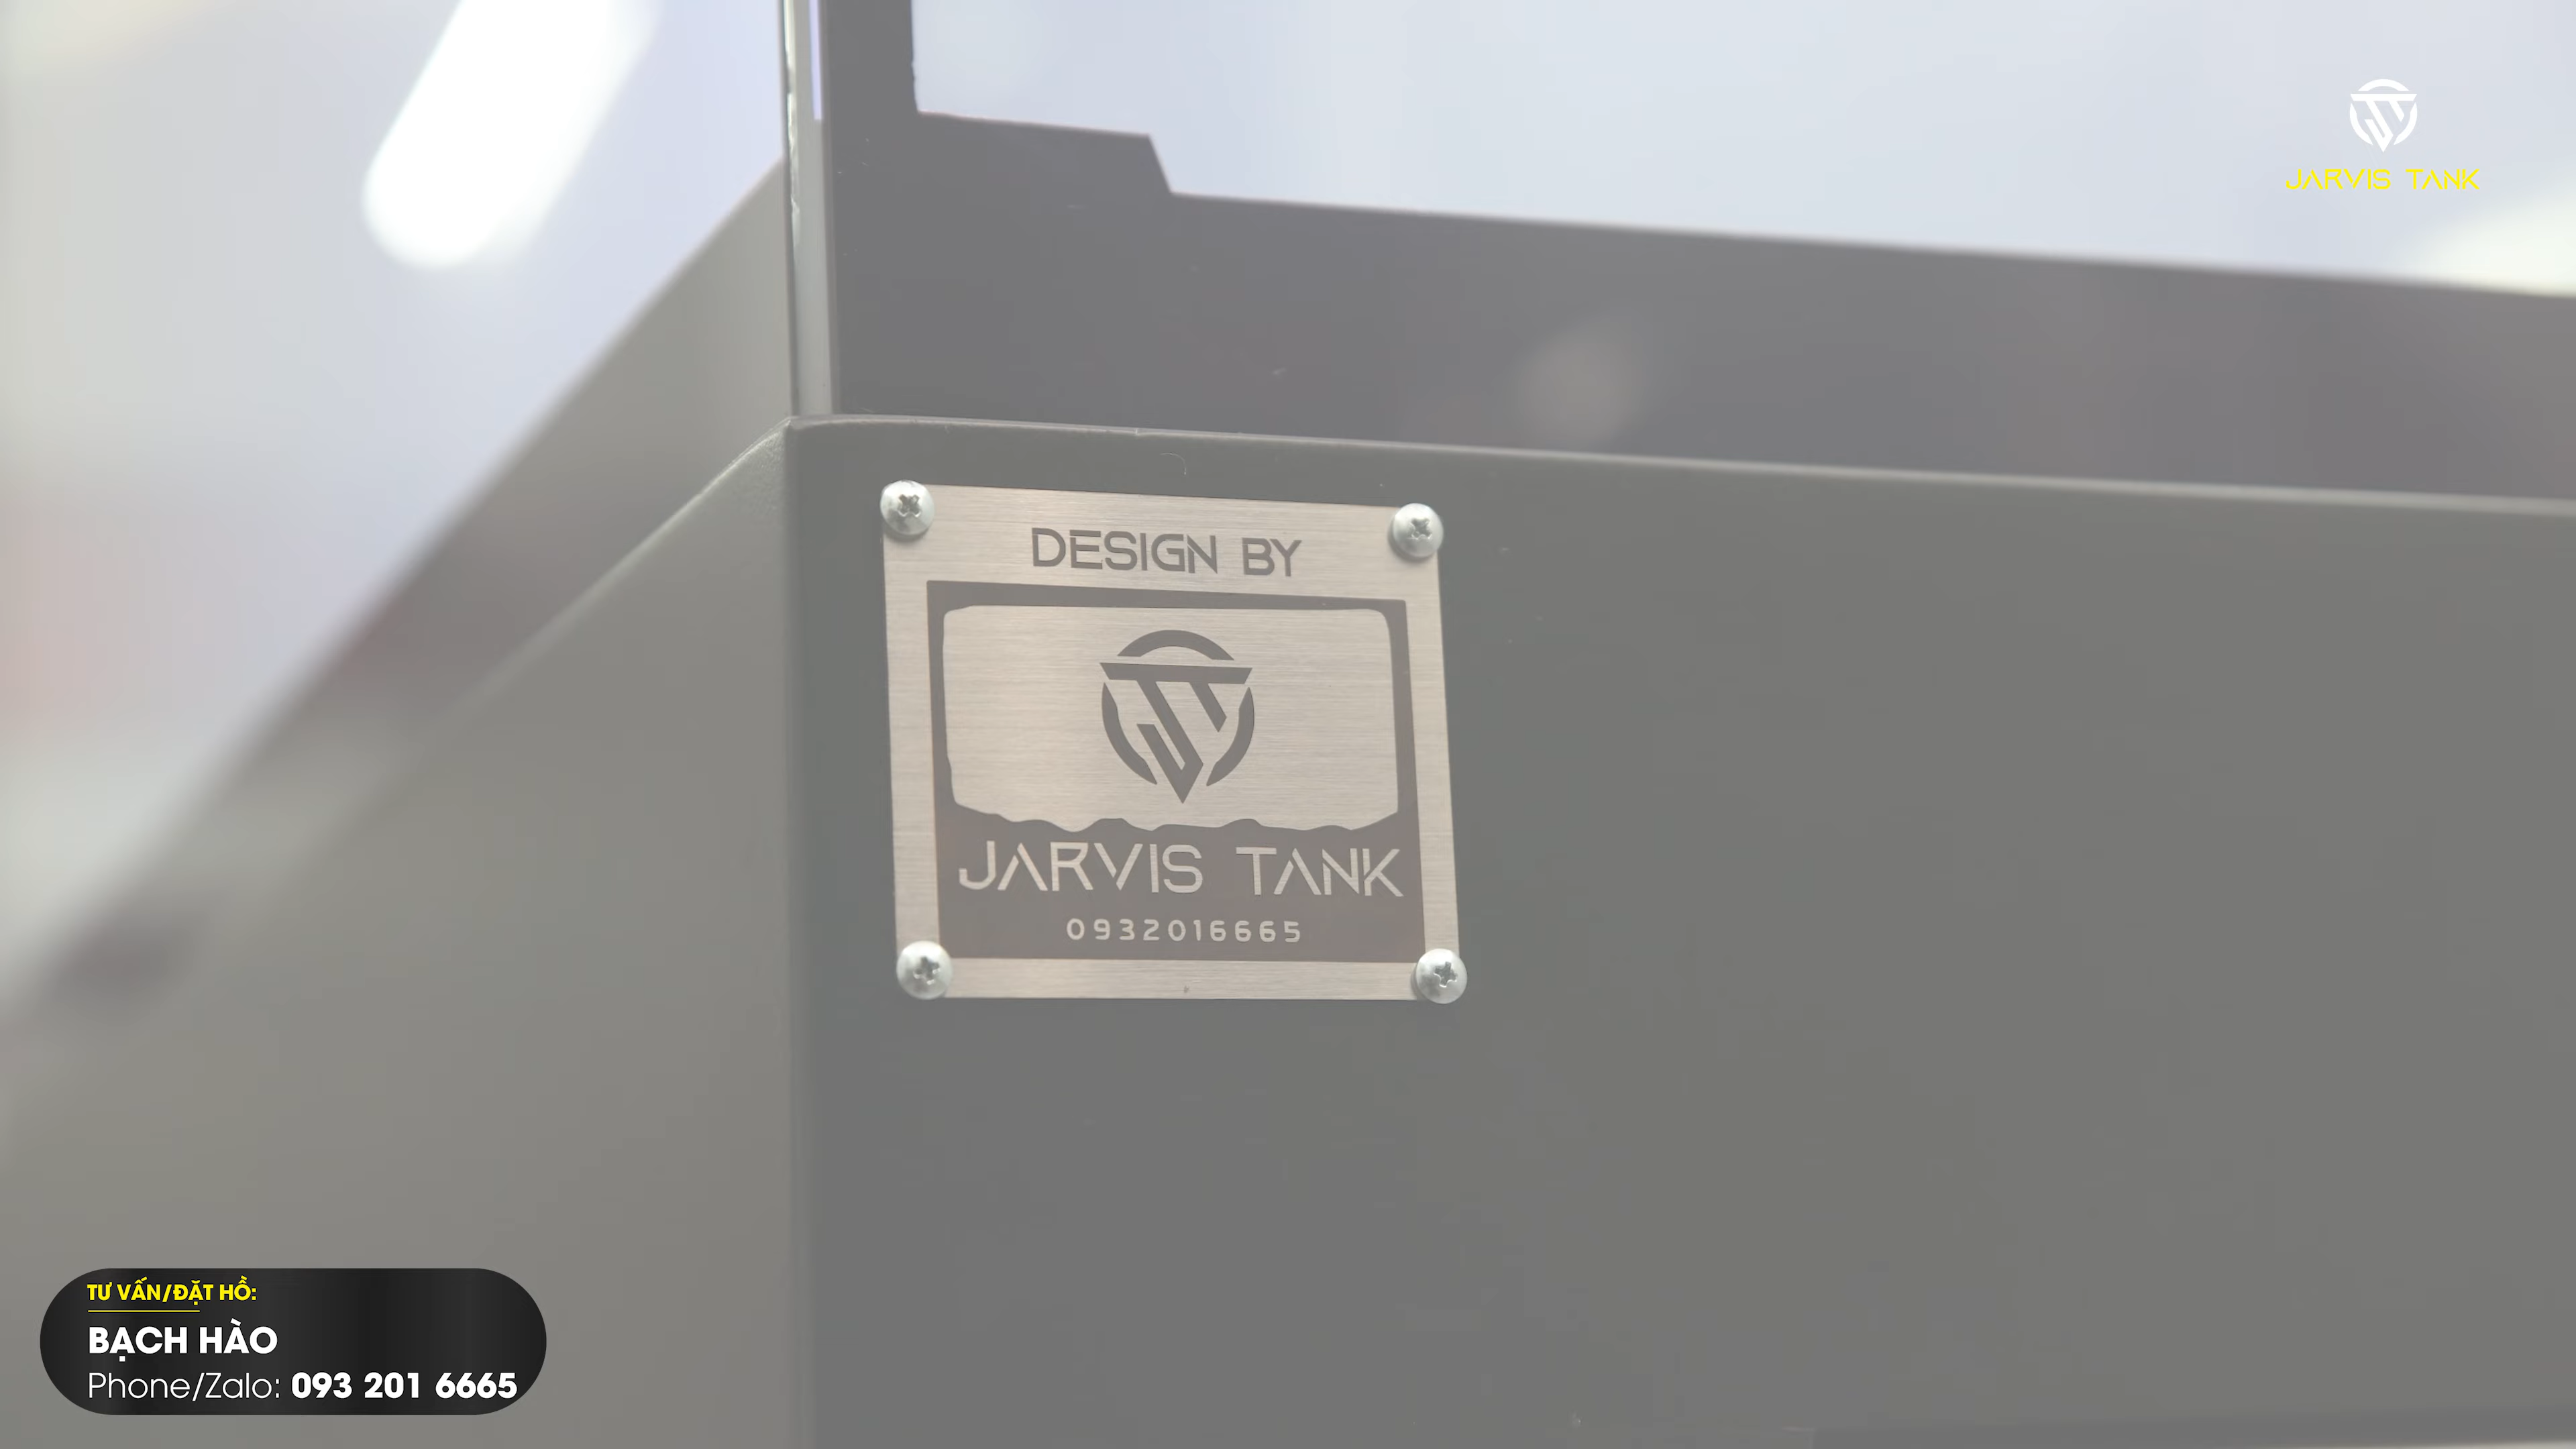 JARVIS TANK
DESIGN BY
JARVIS TANK
0932016665
TƯ VẤN/ĐẶT HỒ:
BẠCH HÀO
Phone/Zalo: 093 201 6665